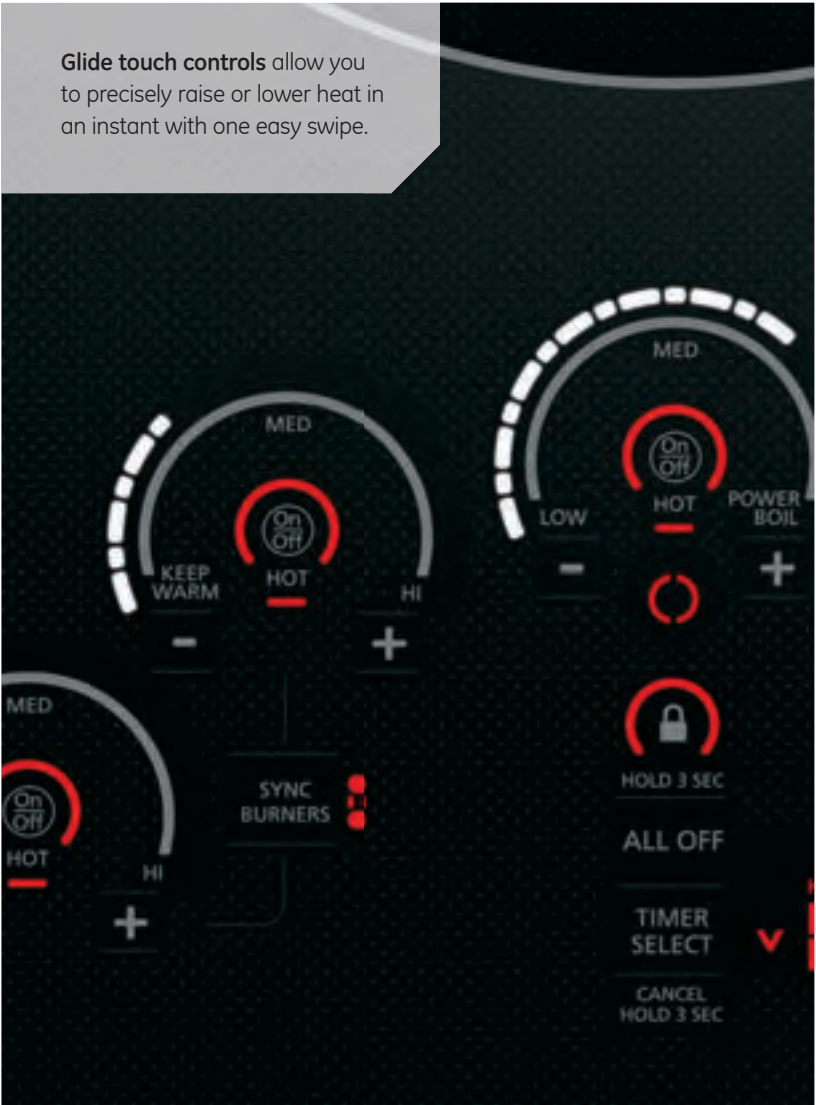 Glide touch controls allow you
to precisely raise or lower heat in
an instant with one easy swipe.
MED
On
Off
HOT
LOW
POWER
BOIL
-
+
MED
On
Off
HOT
KEEP
WARM
HI
-
+
MED
On
Off
HOT
HI
+
SYNC
BURNERS
HOLD 3 SEC
ALL OFF
TIMER
SELECT
CANCEL
HOLD 3 SEC